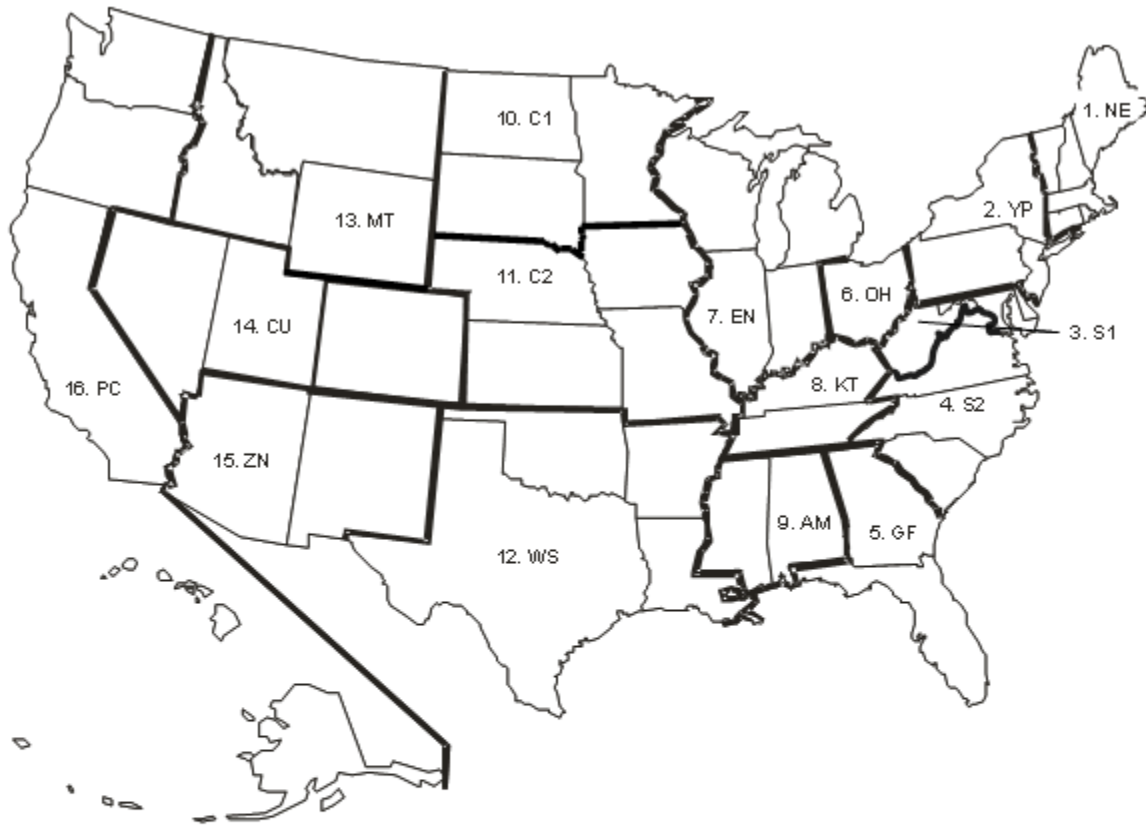 1. NE
10. C1
2. YP
13. MT
11. C2
6. OH
7. EN
14. CU
3. S1
16. PC
8. KT
4. S2
15. ZN
9. AM
5. GF
12. WS